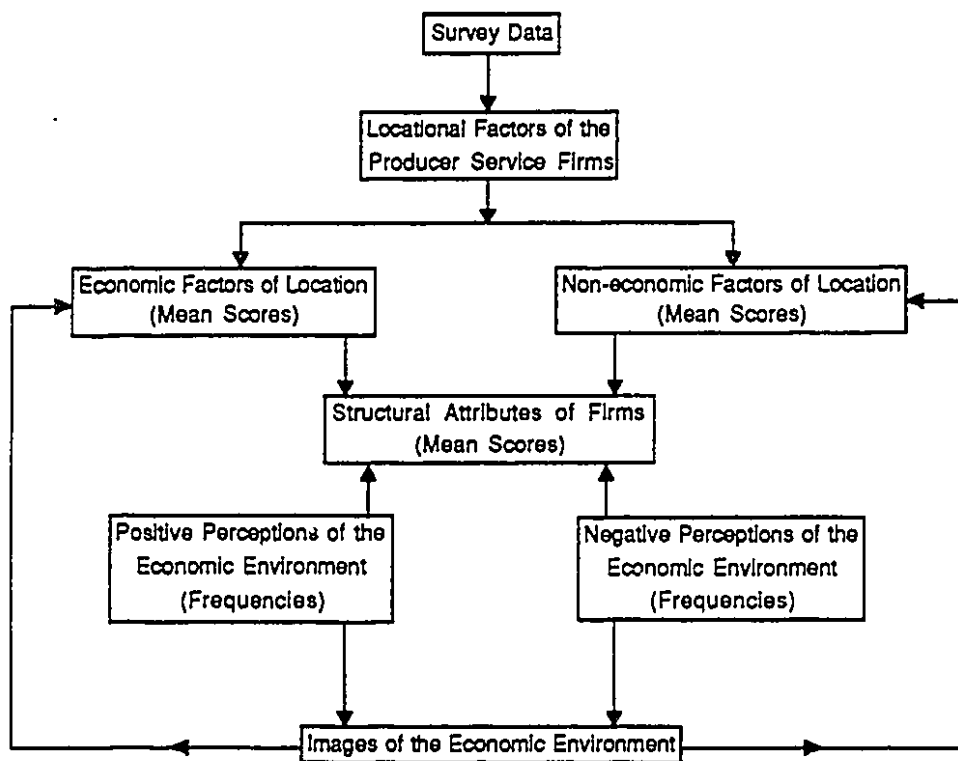 Survey Data
Locational Factors of the
Producer Service Firms
Economic Factors of Location
(Mean Scores)
Non-economic Factors of Location
(Mean Scores)
Structural Attributes of Firms
(Mean Scores)
Positive Perceptions of the
Economic Environment
(Frequencies)
Negative Perceptions of the
Economic Environment
(Frequencies)
Images of the Economic Environment